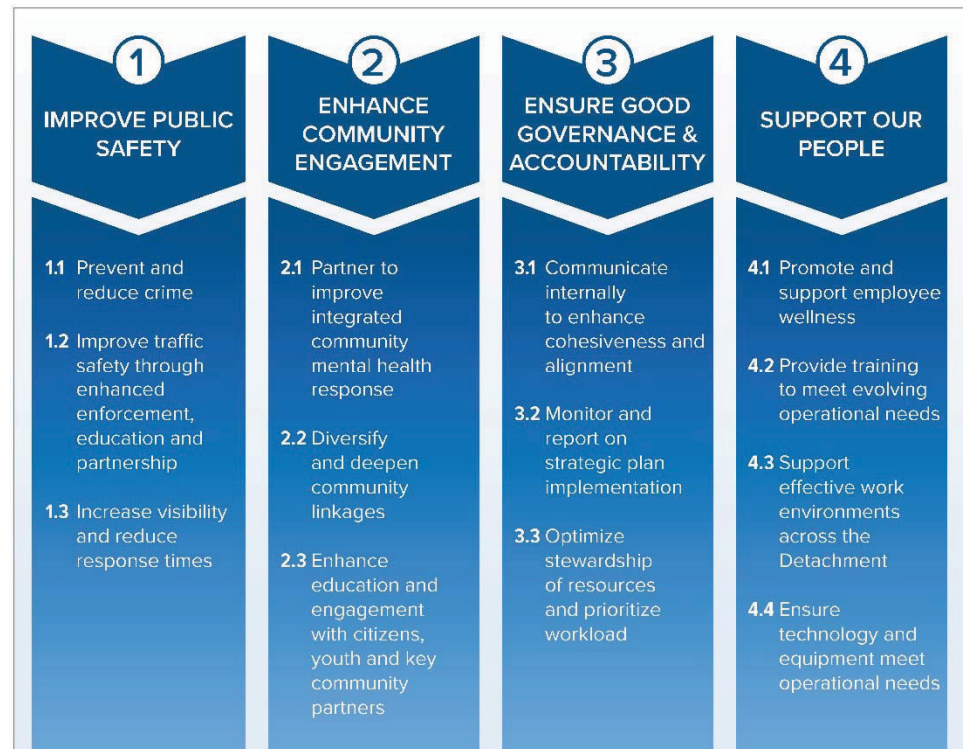 1
IMPROVE PUBLIC
SAFETY
1.1 Prevent and
reduce crime
1.2 Improve traffic
safety through
enhanced
enforcement,
education and
partnership
1.3 Increase visibility
and reduce
response times
2
ENHANCE
COMMUNITY
ENGAGEMENT
2.1 Partner to
improve
integrated
community
mental health
response
2.2 Diversify
and deepen
community
linkages
2.3 Enhance
education and
engagement
with citizens,
youth and key
community
partners
3
ENSURE GOOD
GOVERNANCE &
ACCOUNTABILITY
3.1 Communicate
internally
to enhance
cohesiveness and
alignment
3.2 Monitor and
report on
strategic plan
implementation
3.3 Optimize
stewardship
of resources
and prioritize
workload
4
SUPPORT OUR
PEOPLE
4.1 Promote and
support employee
wellness
4.2 Provide training
to meet evolving
operational needs
4.3 Support
effective work
environments
across the
Detachment
4.4 Ensure
technology and
equipment meet
operational needs